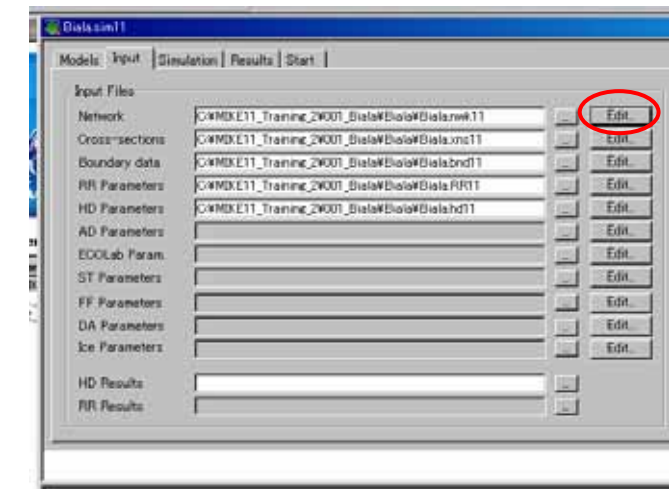 Biala.sim11
Models Input Simulation Results Start
Input Files
Network C:¥MIKE11_Training_2¥001_Biala¥Biala¥Biala.nwk11 ... Edit...
Cross-sections C:¥MIKE11_Training_2¥001_Biala¥Biala¥Biala.xns11 ... Edit...
Boundary data C:¥MIKE11_Training_2¥001_Biala¥Biala¥Biala.bnd11 ... Edit...
RR Parameters C:¥MIKE11_Training_2¥001_Biala¥Biala¥Biala.RR11 ... Edit...
HD Parameters C:¥MIKE11_Training_2¥001_Biala¥Biala¥Biala.hd11 ... Edit...
AD Parameters ... Edit...
ECOLab Param. ... Edit...
ST Parameters ... Edit...
FF Parameters ... Edit...
DA Parameters ... Edit...
Ice Parameters ... Edit...
HD Results ...
RR Results ...